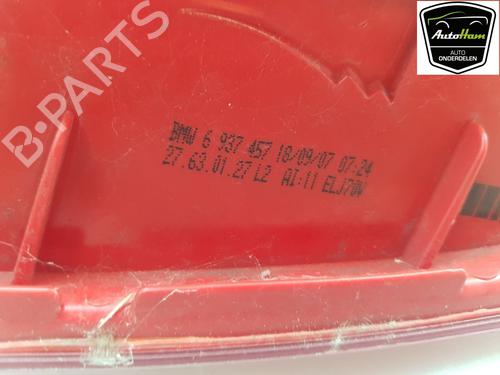 AutoHam
AUTO
ONDERDELEN
B-PARTS
BMW 6 937 457 18/09/07 07:24
27.63.01.27 L2 AI:11 ELJ70V